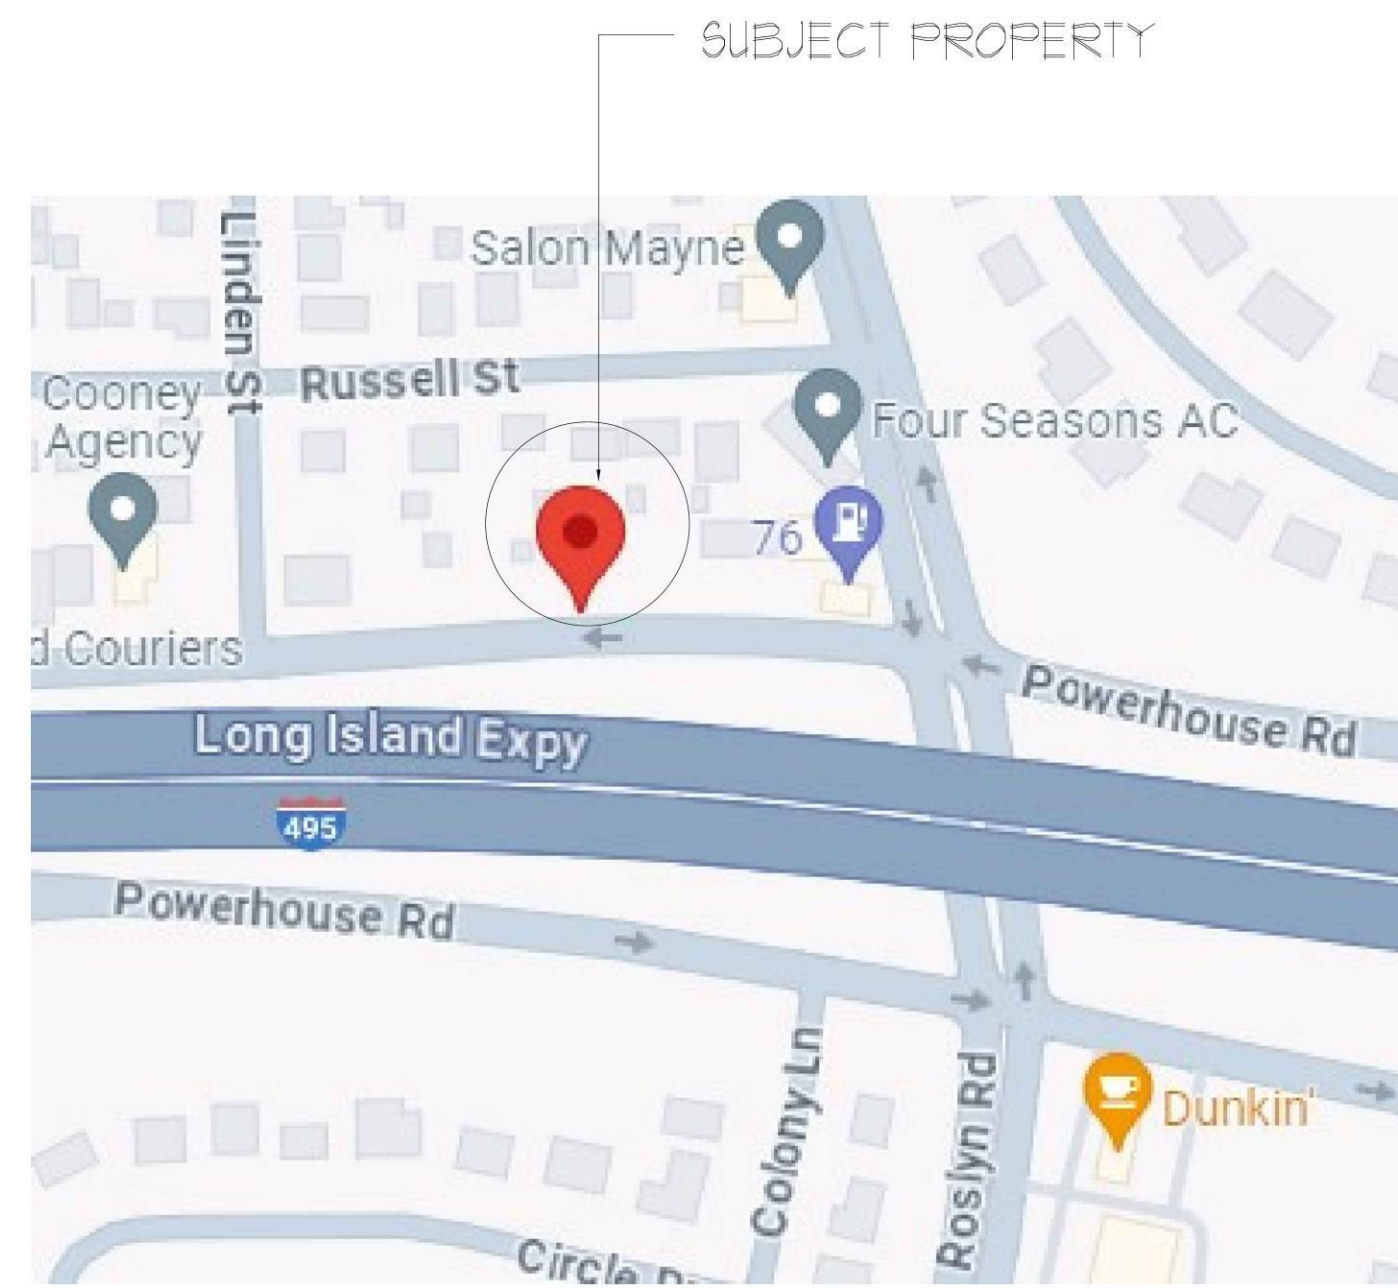 SUBJECT PROPERTY
Linden St
Salon Mayne
Russell St
Cooney
Agency
Four Seasons AC
76
d Couriers
Powerhouse Rd
Long Island Expy
495
Powerhouse Rd
Colony Ln
Roslyn Rd
Dunkin'
Circle